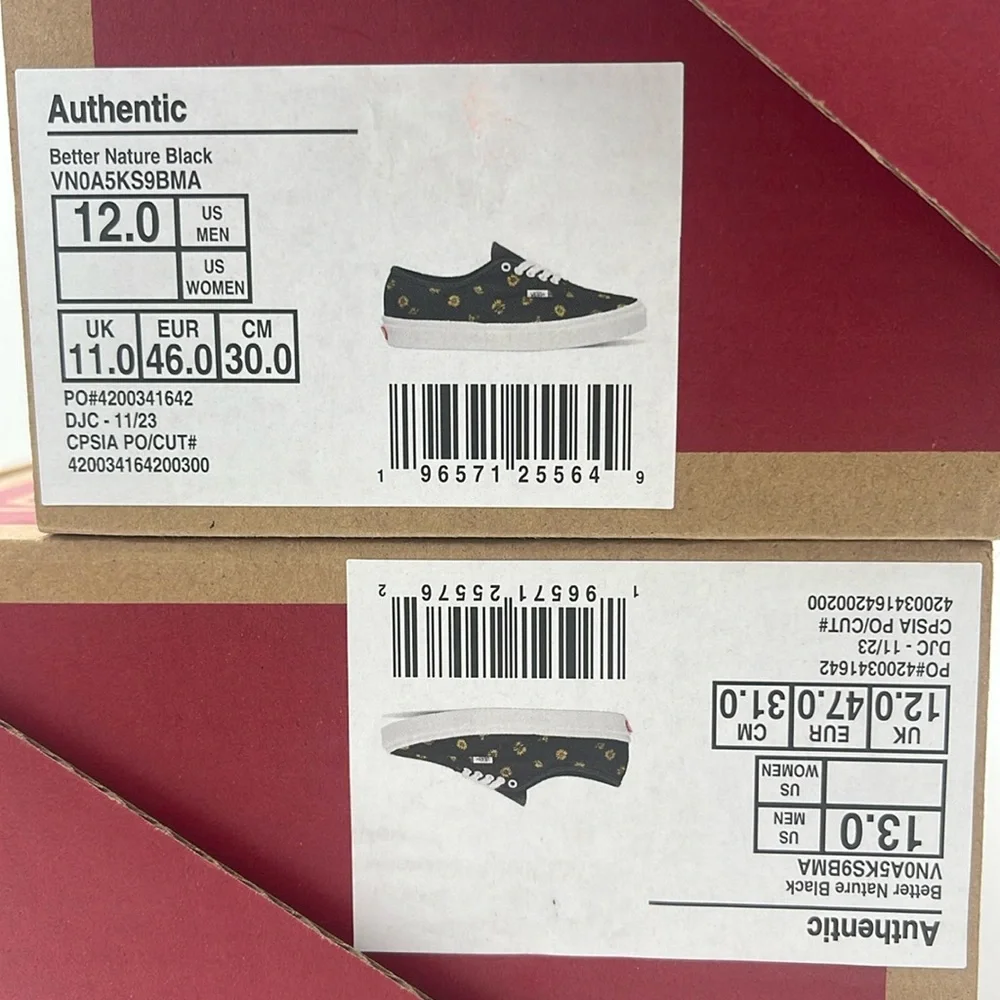 Authentic
Better Nature Black
VN0A5KS9BMA
12.0 US MEN
US WOMEN
UK EUR CM
11.0 46.0 30.0
PO#4200341642
DJC - 11/23
CPSIA PO/CUT#
420034164200300
1 96571 25564 9
Authentic
Better Nature Black
VN0A5KS9BMA
13.0 US MEN
US WOMEN
UK EUR CM
12.0 47.0 31.0
PO#4200341642
DJC - 11/23
CPSIA PO/CUT#
420034164200200
1 96571 25576 2